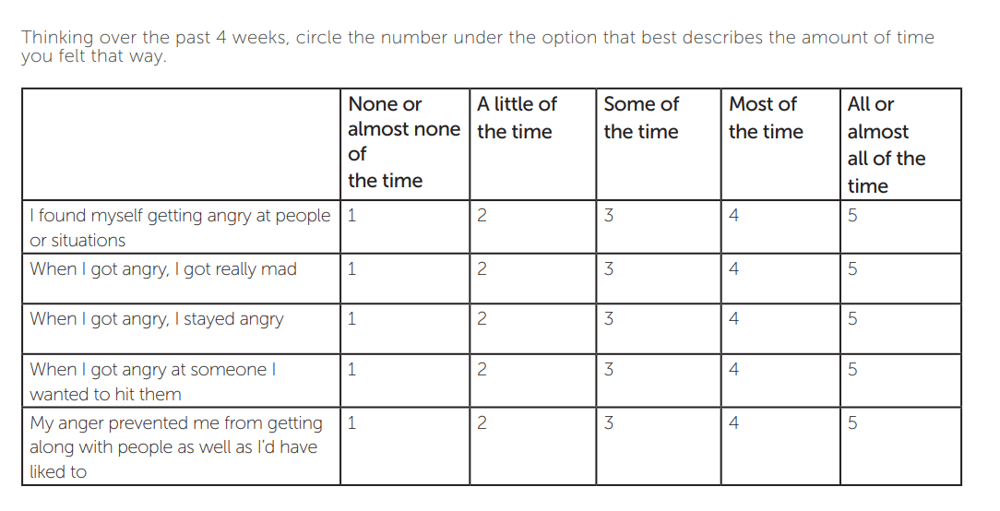 Thinking over the past 4 weeks, circle the number under the option that best describes the amount of time
you felt that way.
None or
almost none
of
the time
A little of
the time
Some of
the time
Most of
the time
All or
almost
all of the
time
I found myself getting angry at people
or situations
1 2 3 4 5
When I got angry, I got really mad
1 2 3 4 5
When I got angry, I stayed angry
1 2 3 4 5
When I got angry at someone I
wanted to hit them
1 2 3 4 5
My anger prevented me from getting
along with people as well as I'd have
liked to
1 2 3 4 5